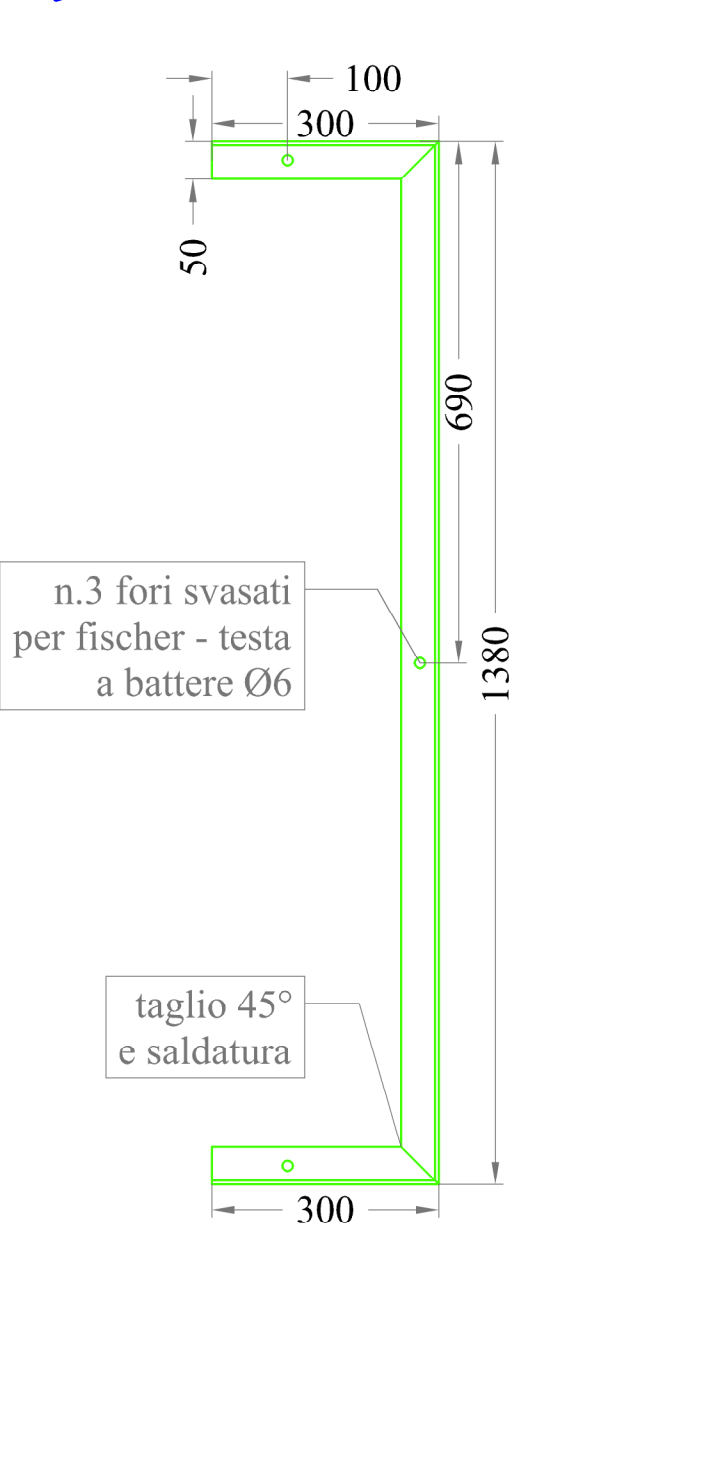 100
300
50
690
n.3 fori svasati
per fischer - testa
a battere Ø6
1380
taglio 45°
e saldatura
300